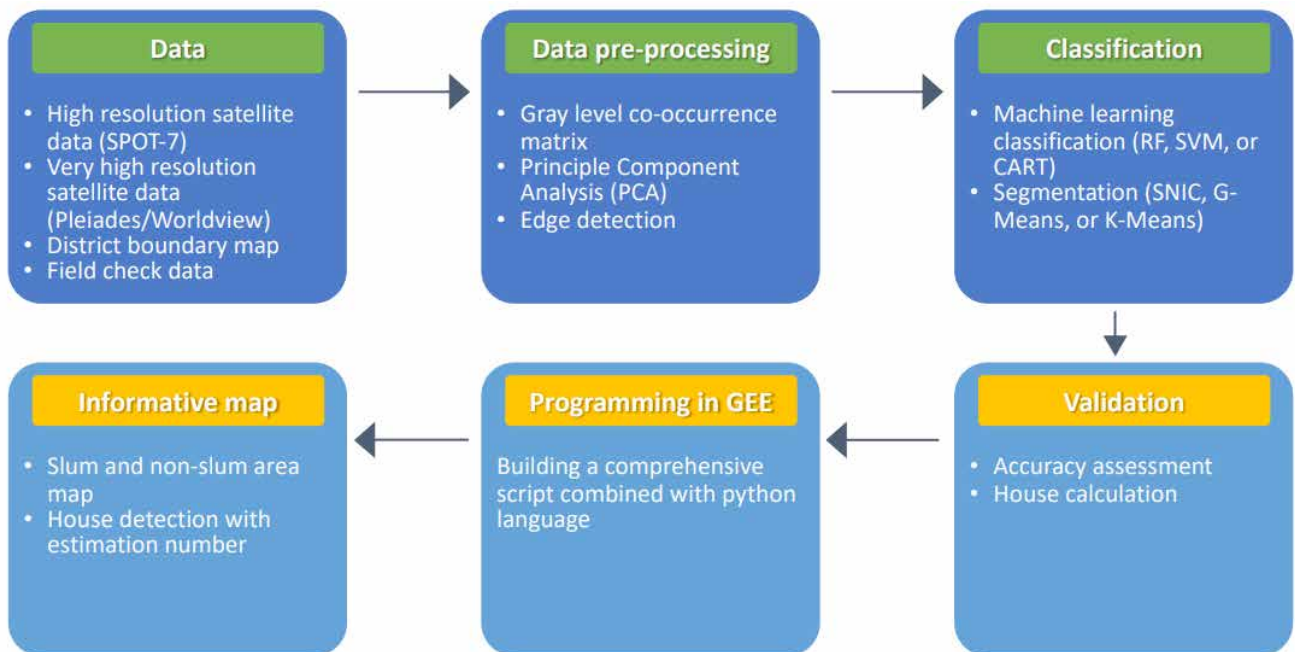 Data
• High resolution satellite
data (SPOT-7)
• Very high resolution
satellite data
(Pleiades/Worldview)
• District boundary map
• Field check data
Data pre-processing
• Gray level co-occurrence
matrix
• Principle Component
Analysis (PCA)
• Edge detection
Classification
• Machine learning
classification (RF, SVM, or
CART)
• Segmentation (SNIC, G-
Means, or K-Means)
Validation
• Accuracy assessment
• House calculation
Programming in GEE
Building a comprehensive
script combined with python
language
Informative map
• Slum and non-slum area
map
• House detection with
estimation number